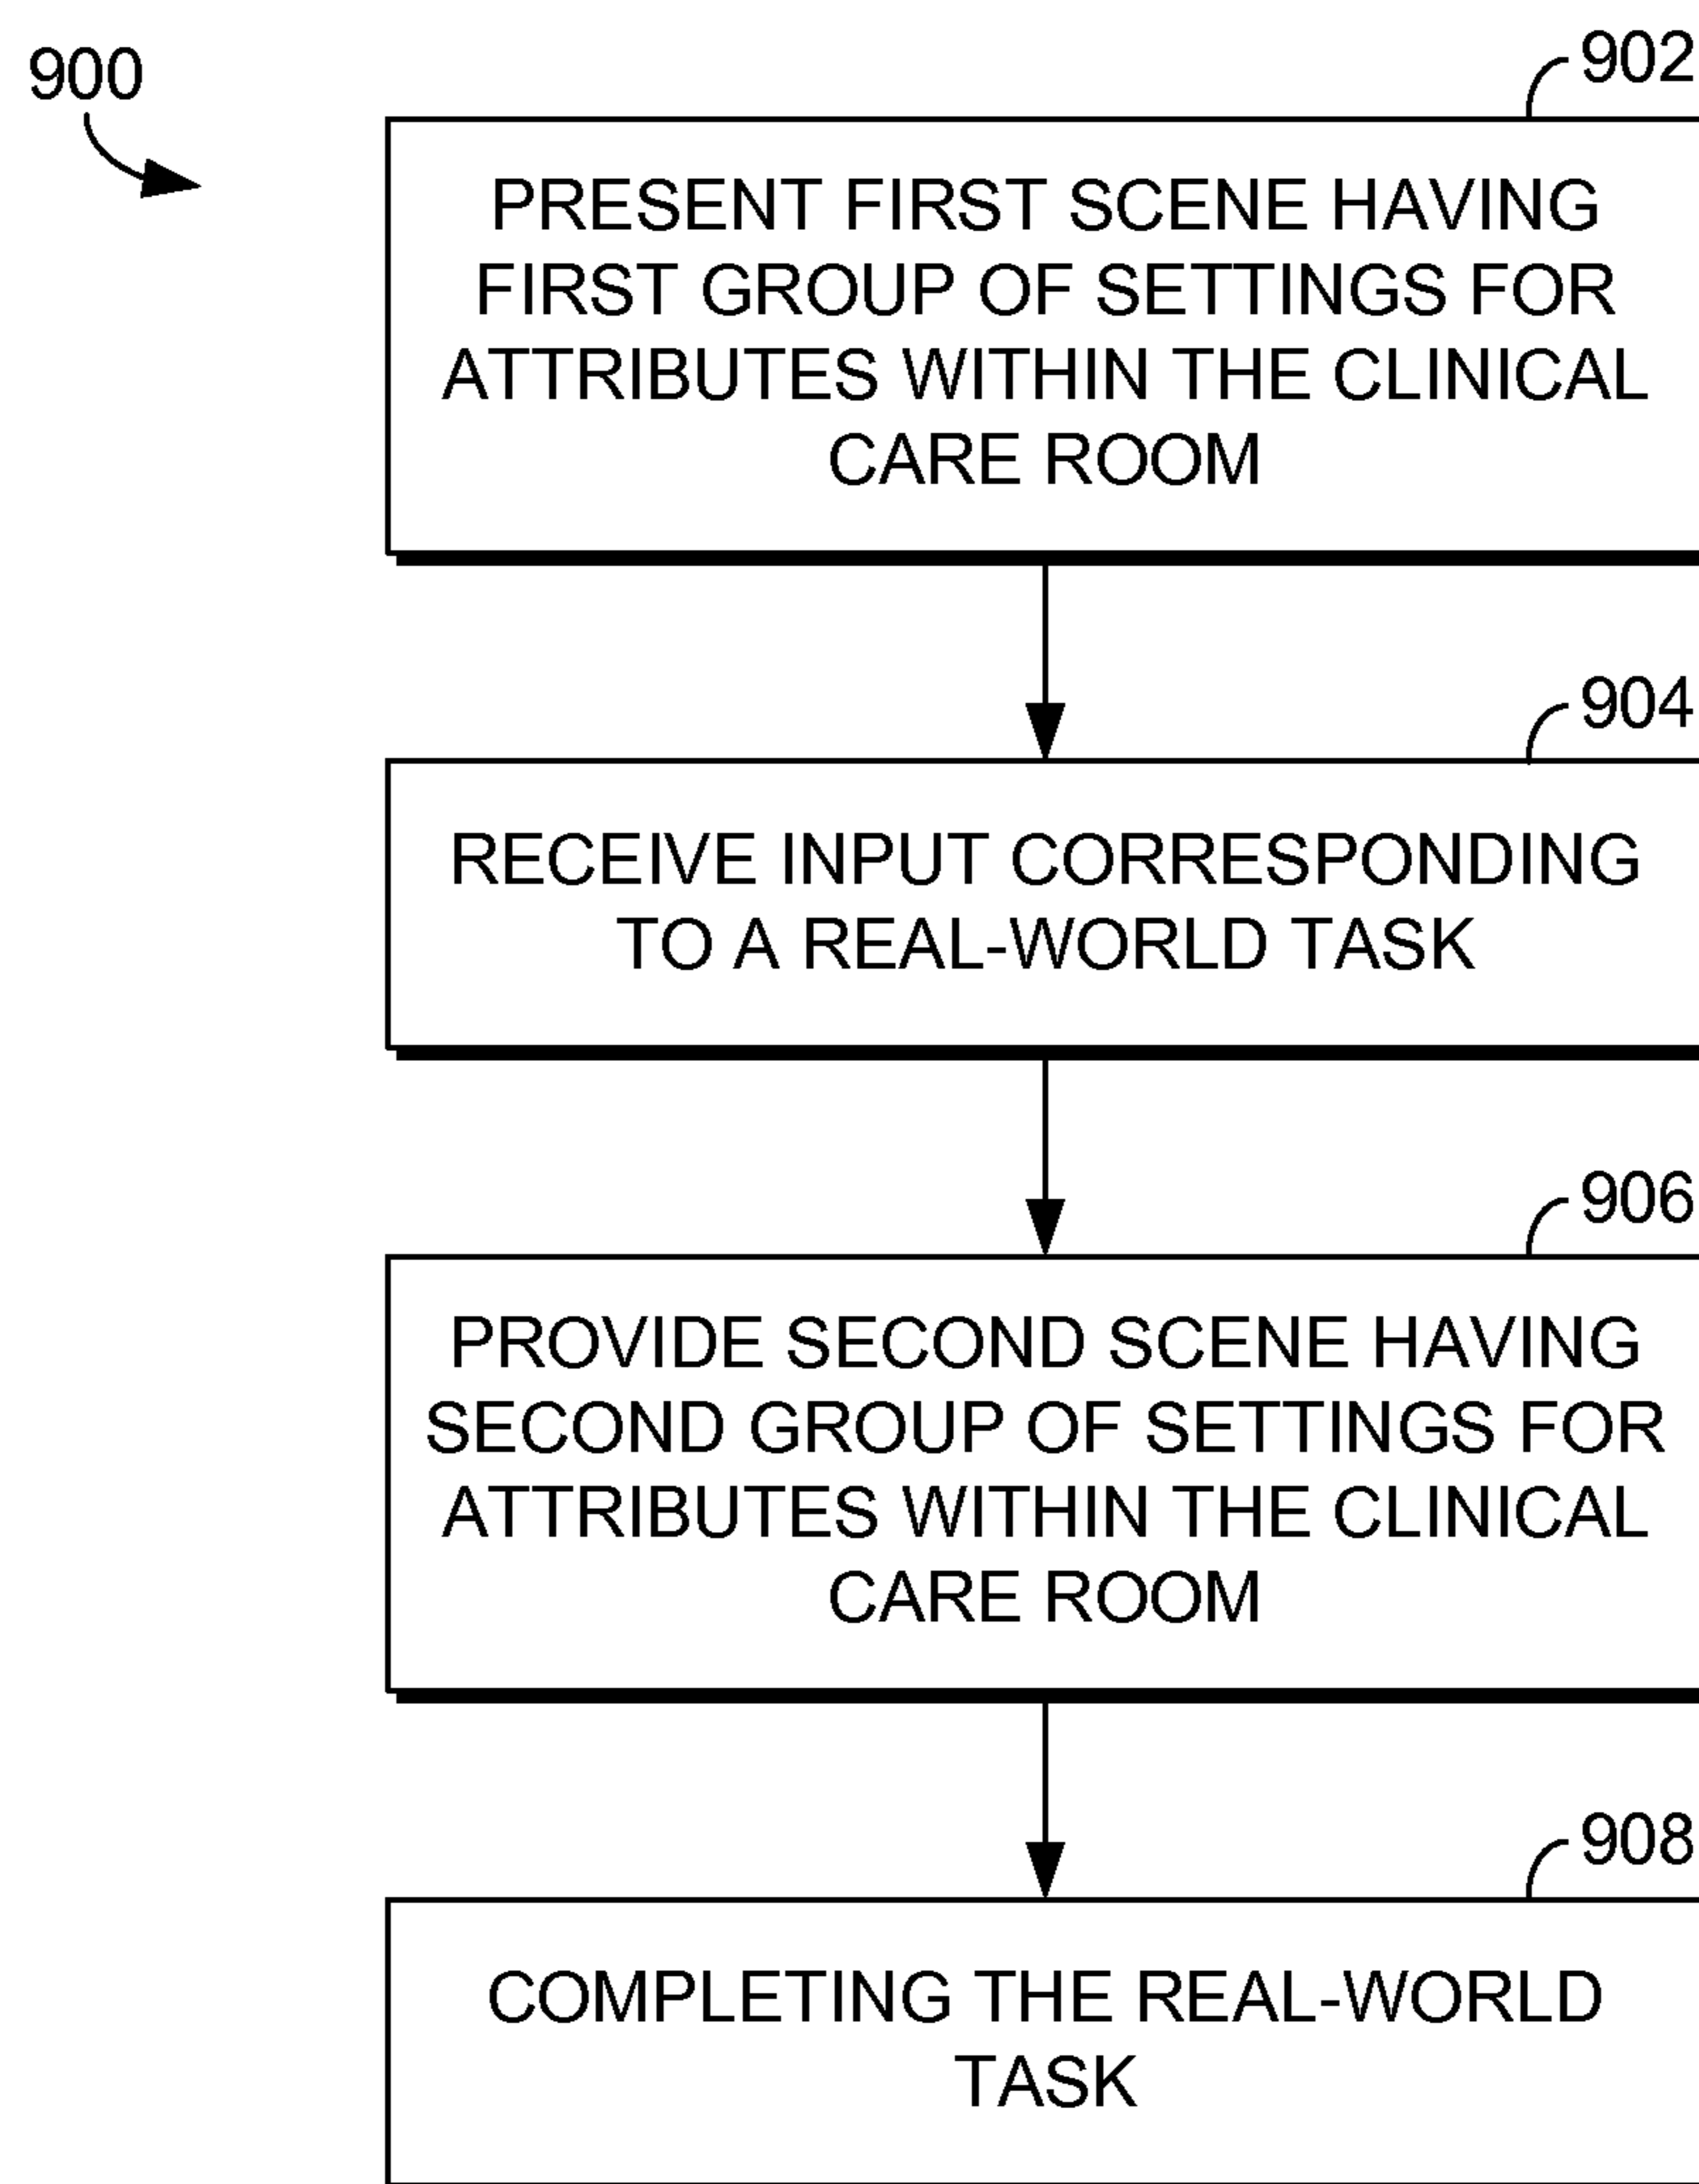 900
902
PRESENT FIRST SCENE HAVING
FIRST GROUP OF SETTINGS FOR
ATTRIBUTES WITHIN THE CLINICAL
CARE ROOM
904
RECEIVE INPUT CORRESPONDING
TO A REAL-WORLD TASK
906
PROVIDE SECOND SCENE HAVING
SECOND GROUP OF SETTINGS FOR
ATTRIBUTES WITHIN THE CLINICAL
CARE ROOM
908
COMPLETING THE REAL-WORLD
TASK